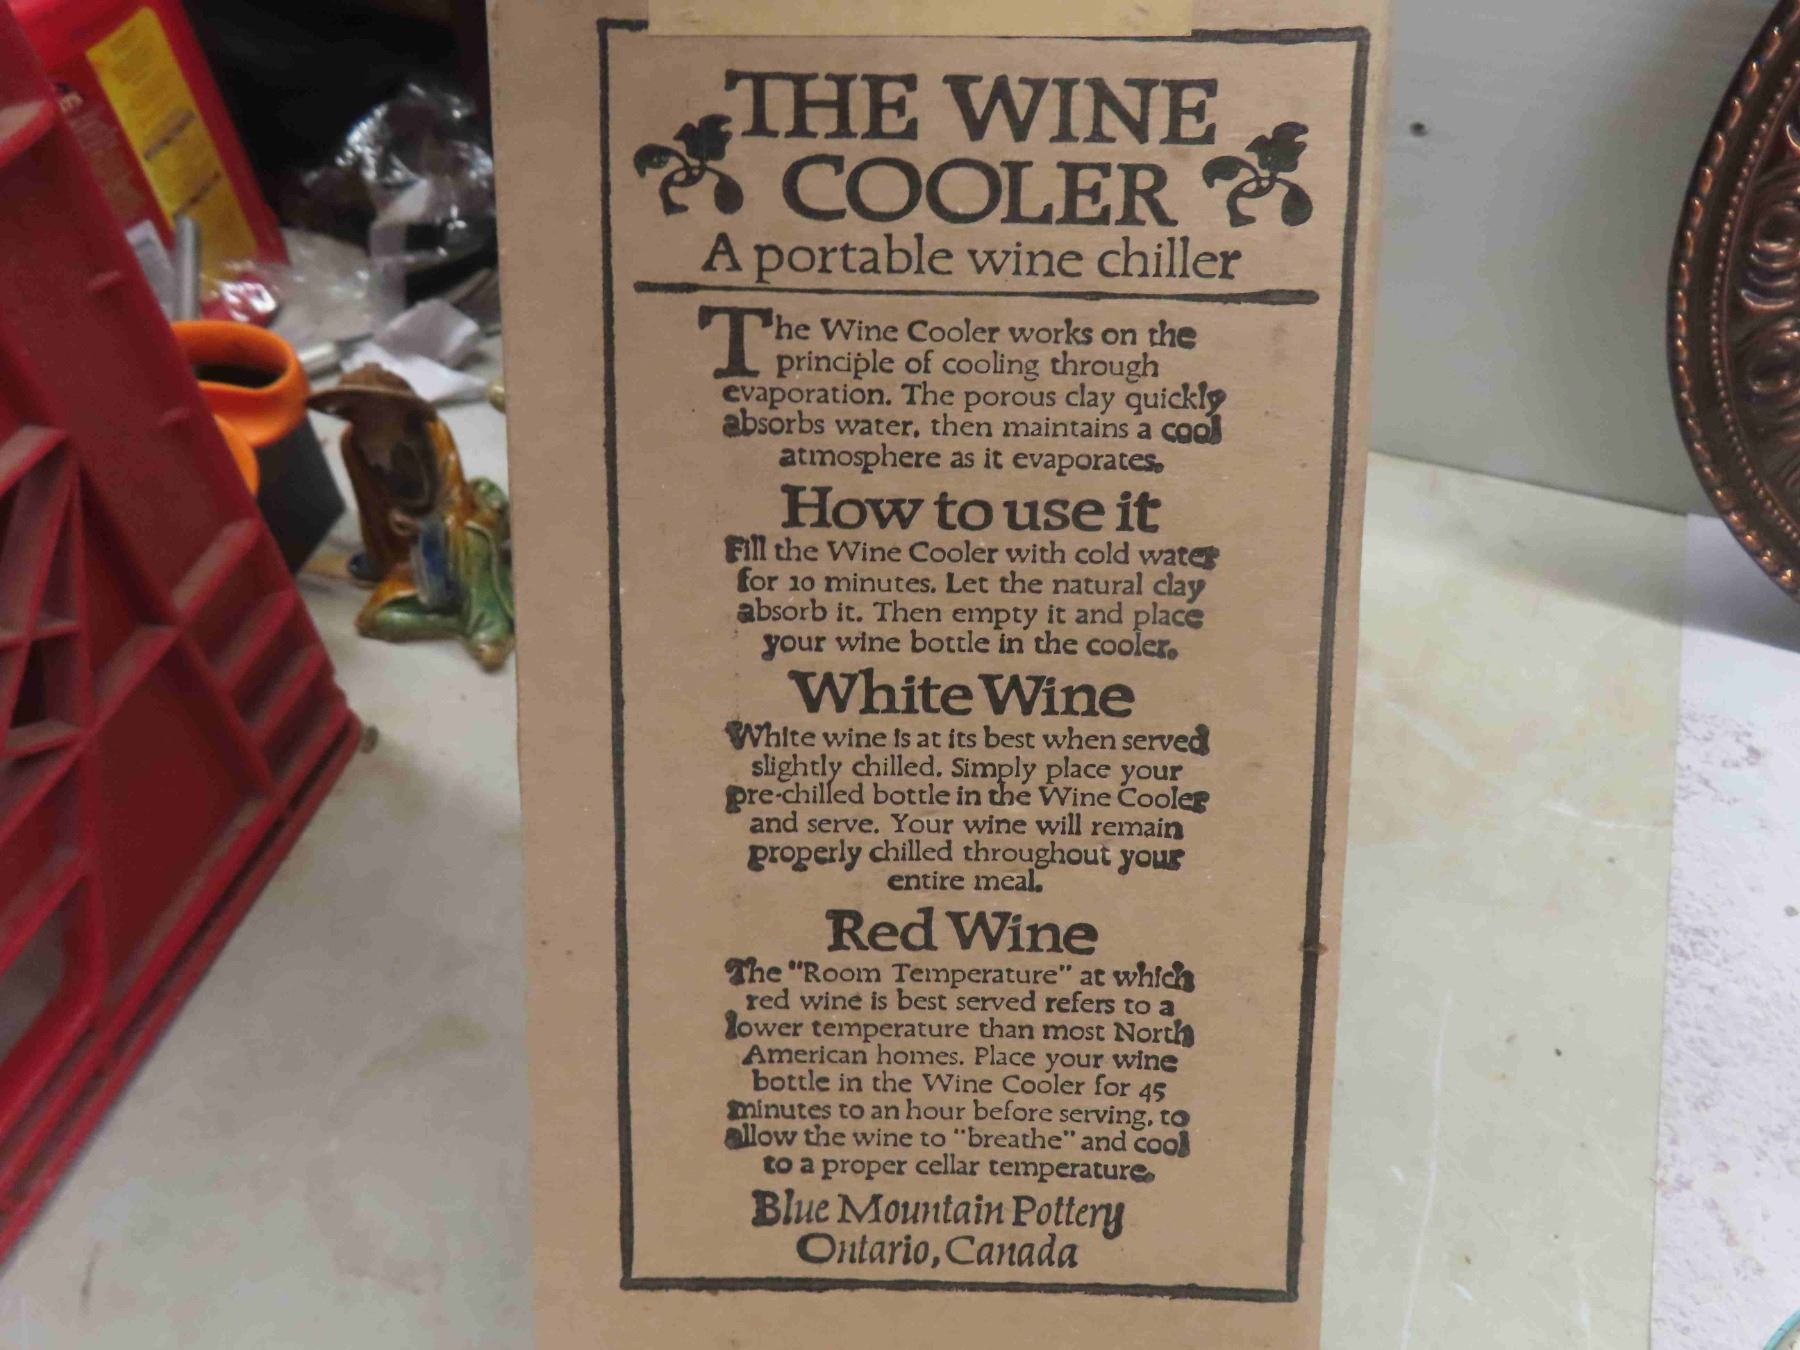 THE WINE
COOLER
A portable wine chiller
The Wine Cooler works on the
principle of cooling through
evaporation. The porous clay quickly
absorbs water, then maintains a cool
atmosphere as it evaporates.
How to use it
Fill the Wine Cooler with cold water
for 10 minutes. Let the natural clay
absorb it. Then empty it and place
your wine bottle in the cooler.
White Wine
White wine is at its best when served
slightly chilled. Simply place your
pre-chilled bottle in the Wine Cooler
and serve. Your wine will remain
properly chilled throughout your
entire meal.
Red Wine
The "Room Temperature" at which
red wine is best served refers to a
lower temperature than most North
American homes. Place your wine
bottle in the Wine Cooler for 45
minutes to an hour before serving, to
allow the wine to "breathe" and cool
to a proper cellar temperature.
Blue Mountain Pottery
Ontario, Canada